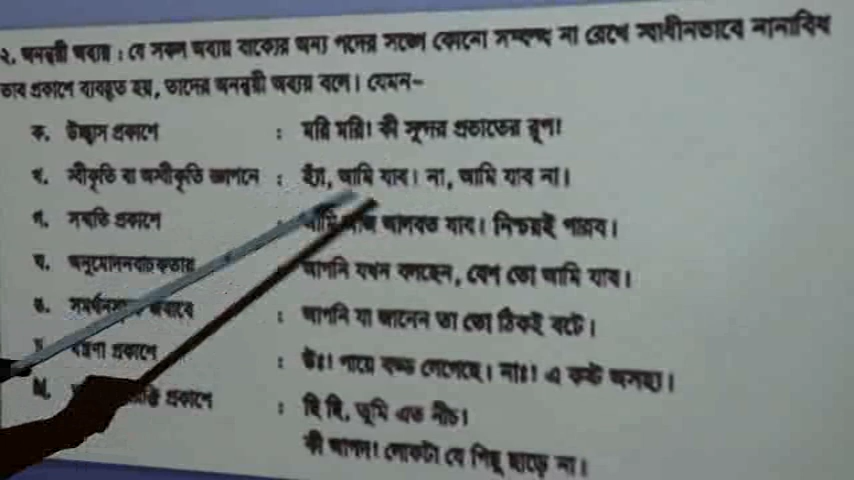 ২. অনন্বয়ী অব্যয় : যে সকল অব্যয় বাক্যের অন্য পদের সঙ্গে কোনো সম্বন্ধ না রেখে স্বাধীনভাবে নানাবিধ
ভাব প্রকাশে ব্যবহৃত হয়, তাদের অনন্বয়ী অব্যয় বলে। যেমন-
ক. উচ্ছ্বাস প্রকাশে : মরি মরি! কী সুন্দর প্রভাতের রূপ!
খ. স্বীকৃতি বা অস্বীকৃতি জ্ঞাপনে : হ্যাঁ, আমি যাব। না, আমি যাব না।
গ. সম্মতি প্রকাশে : আমি আজ আলবত যাব। নিশ্চয়ই পারব।
ঘ. অনুমোদনবাচকতায় : আপনি যখন বলছেন, বেশ তো আমি যাব।
ঙ. সমর্থনসূচক জবাবে : আপনি যা জানেন তা তো ঠিকই বটে।
যন্ত্রণা প্রকাশে : উঃ! পায়ে বড্ড লেগেছে। নাঃ! এ কষ্ট অসহ্য।
প্রকাশে : ছি ছি, তুমি এত নীচ!
কী আপদ! লোকটা যে পিছু ছাড়ে না।